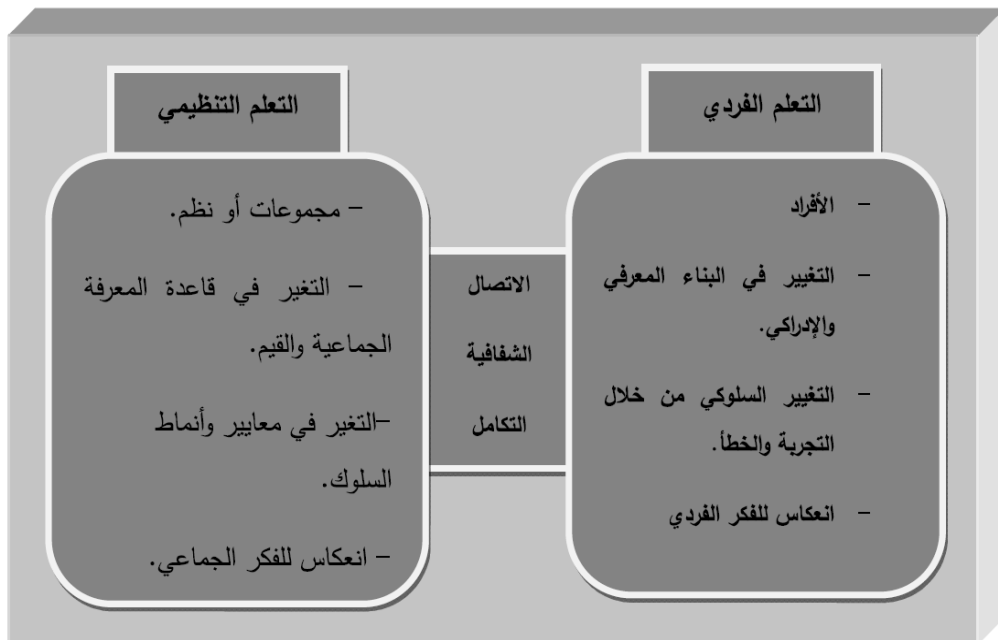 التعلم الفردي
- الأفراد
- التغيير في البناء المعرفي
والإدراكي.
- التغيير السلوكي من خلال
التجربة والخطأ.
- انعكاس للفكر الفردي
الاتصال
الشفافية
التكامل
التعلم التنظيمي
- مجموعات أو نظم.
- التغير في قاعدة المعرفة
الجماعية والقيم.
-التغير في معايير وأنماط
السلوك.
- انعكاس للفكر الجماعي.